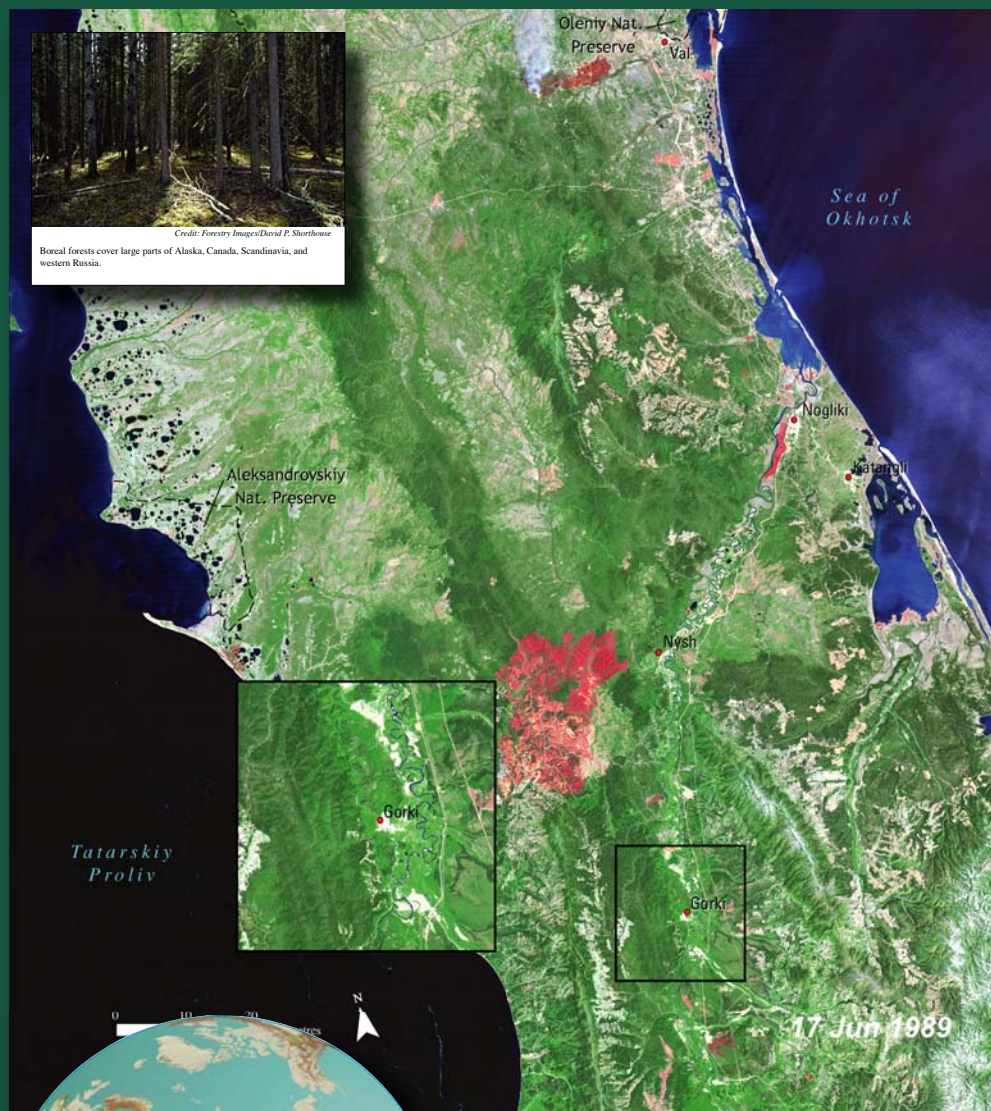 Oleniy Nat.
Preserve
Val
Credit: Forestry Images/David P. Shorthouse
Boreal forests cover large parts of Alaska, Canada, Scandinavia, and
western Russia.
Sea of
Okhotsk
Nogliki
Katangli
Aleksandrovskiy
Nat. Preserve
Nysh
Gorki
Tatarskiy
Proliv
Gorki
N
0 10 20
17 Jun 1989